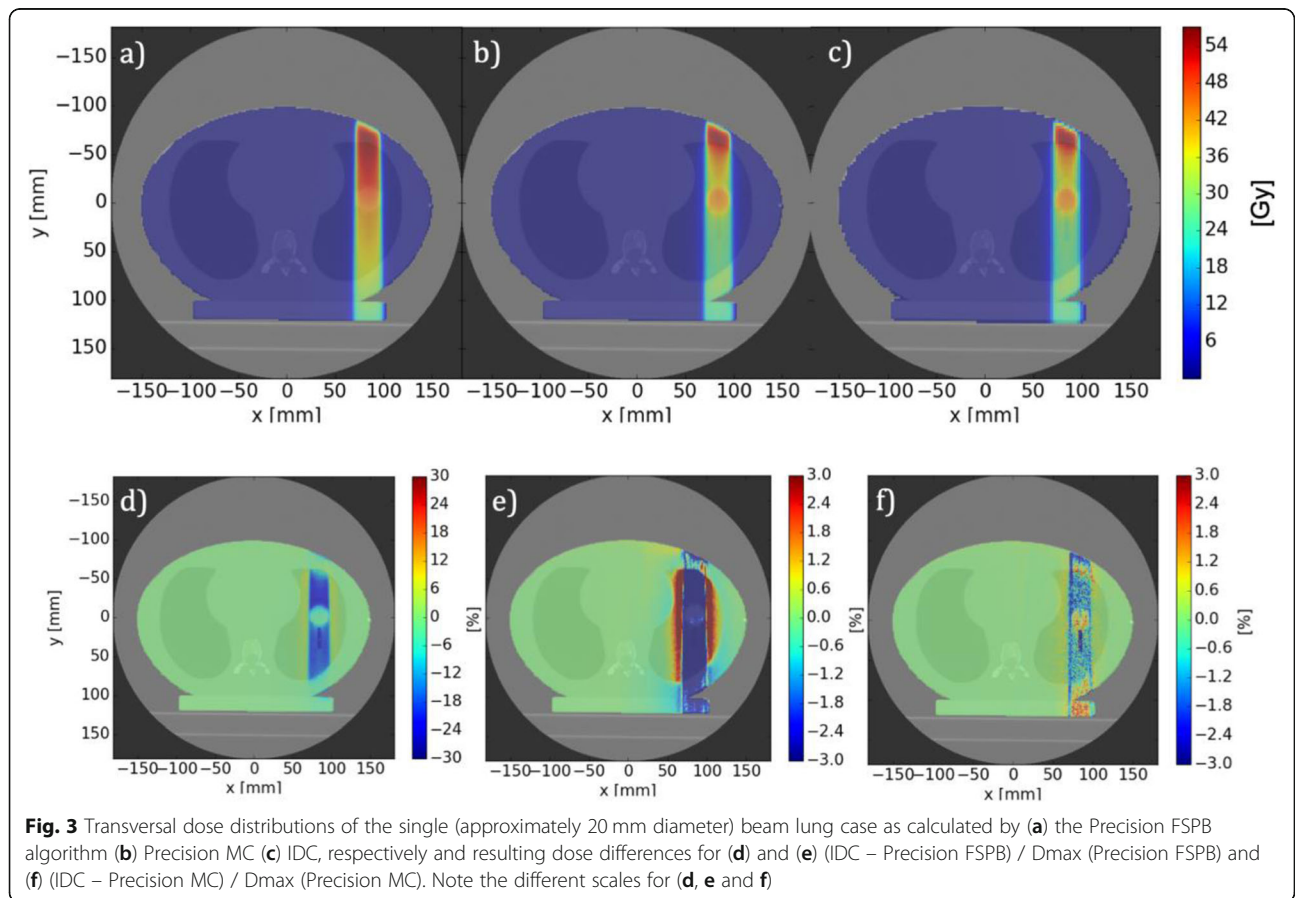 a) b) c)
−150
−100
−50
0
50
100
150
y [mm]
−150−100 −50 0 50 100 150
x [mm]
−150−100 −50 0 50 100 150
x [mm]
−150−100 −50 0 50 100 150
x [mm]
54
48
42
36
30
24
18
12
6
[Gy]
d)
−150
−100
−50
0
50
100
150
y [mm]
−150−100−50 0 50 100 150
x [mm]
30
24
18
12
6
0
−6
−12
−18
−24
−30
[%]
e)
−150−100−50 0 50 100 150
x [mm]
3.0
2.4
1.8
1.2
0.6
0.0
−0.6
−1.2
−1.8
−2.4
−3.0
[%]
f)
−150−100−50 0 50 100 150
x [mm]
3.0
2.4
1.8
1.2
0.6
0.0
−0.6
−1.2
−1.8
−2.4
−3.0
[%]
Fig. 3 Transversal dose distributions of the single (approximately 20 mm diameter) beam lung case as calculated by (a) the Precision FSPB
algorithm (b) Precision MC (c) IDC, respectively and resulting dose differences for (d) and (e) (IDC – Precision FSPB) / Dmax (Precision FSPB) and
(f) (IDC – Precision MC) / Dmax (Precision MC). Note the different scales for (d, e and f)